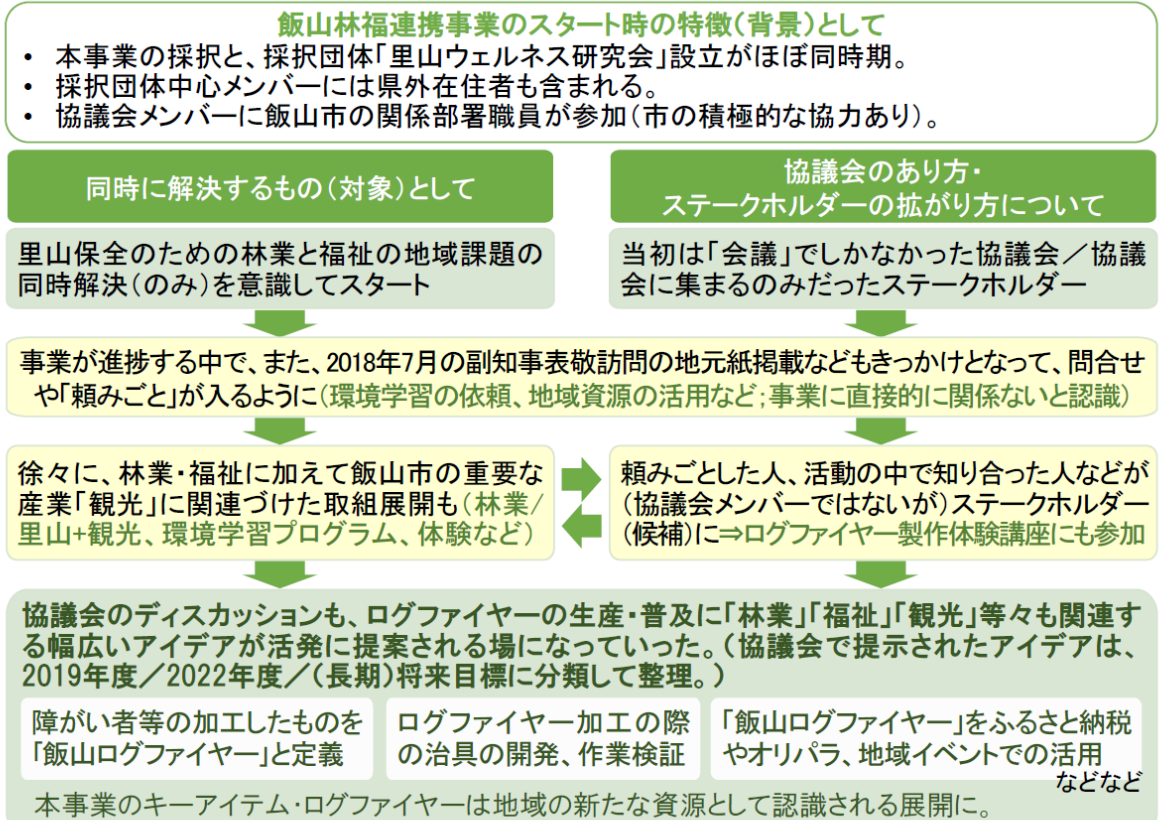 飯山林福連携事業のスタート時の特徴(背景)として
• 本事業の採択と、採択団体「里山ウェルネス研究会」設立がほぼ同時期。
• 採択団体中心メンバーには県外在住者も含まれる。
• 協議会メンバーに飯山市の関係部署職員が参加(市の積極的な協力あり)。
同時に解決するもの(対象)として
里山保全のための林業と福祉の地域課題の
同時解決(のみ)を意識してスタート
協議会のあり方・
ステークホルダーの拡がり方について
当初は「会議」でしかなかった協議会/協議
会に集まるのみだったステークホルダー
事業が進捗する中で、また、2018年7月の副知事表敬訪問の地元紙掲載などもきっかけとなって、問合せ
や「頼みごと」が入るように(環境学習の依頼、地域資源の活用など;事業に直接的に関係ないと認識)
徐々に、林業・福祉に加えて飯山市の重要な
産業「観光」に関連づけた取組展開も(林業/
里山+観光、環境学習プログラム、体験など)
頼みごとした人、活動の中で知り合った人などが
(協議会メンバーではないが)ステークホルダー
(候補)に⇒ログファイヤー製作体験講座にも参加
協議会のディスカッションも、ログファイヤーの生産・普及に「林業」「福祉」「観光」等々も関連す
る幅広いアイデアが活発に提案される場になっていった。(協議会で提示されたアイデアは、
2019年度/2022年度/(長期)将来目標に分類して整理。)
障がい者等の加工したものを
「飯山ログファイヤー」と定義
ログファイヤー加工の際
の治具の開発、作業検証
「飯山ログファイヤー」をふるさと納税
やオリパラ、地域イベントでの活用
などなど
本事業のキーアイテム・ログファイヤーは地域の新たな資源として認識される展開に。